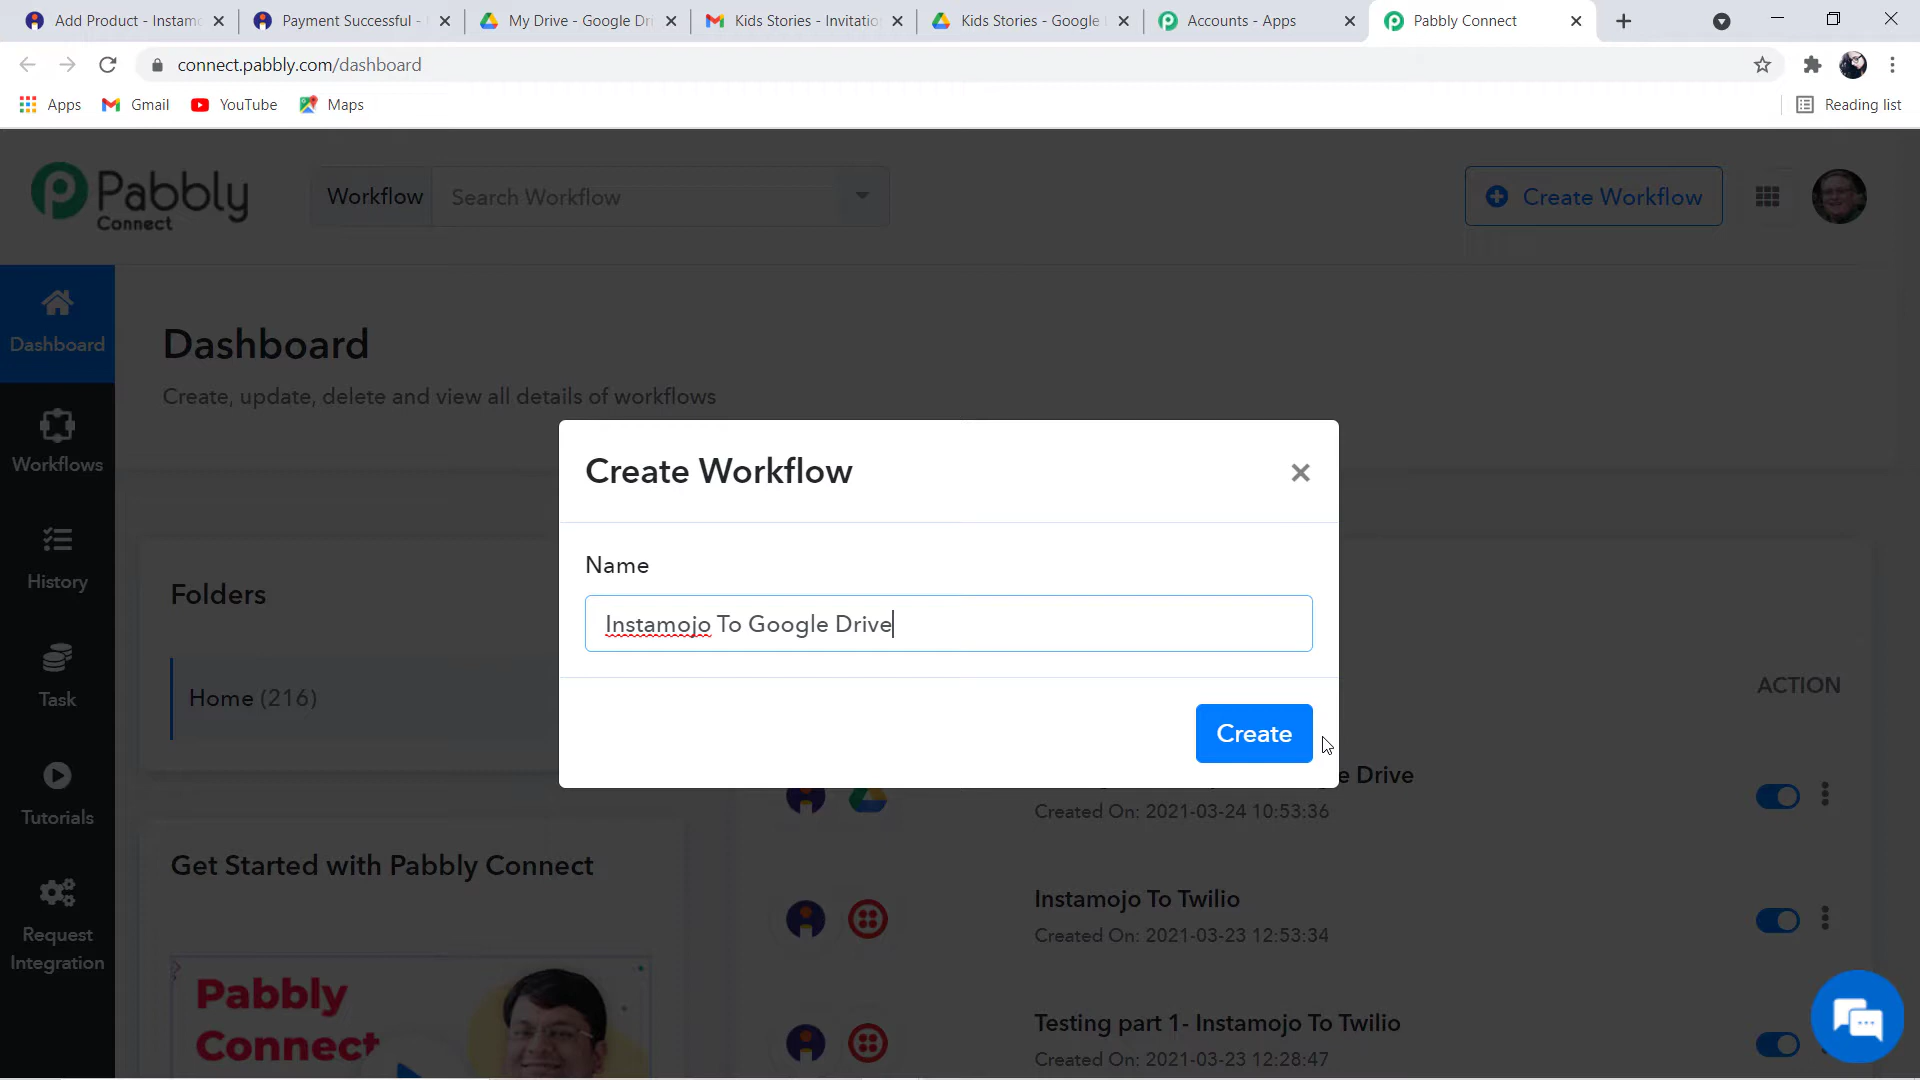 Add Product - Instamo
Payment Successful -
My Drive - Google Dri
Kids Stories - Invitatio
Kids Stories - Google
Accounts - Apps
Pabbly Connect
connect.pabbly.com/dashboard
Apps
Gmail
YouTube
Maps
Reading list
Pabbly
Connect
Workflow
Search Workflow
Create Workflow
Dashboard
Workflows
History
Task
Tutorials
Request
Integration
Dashboard
Create, update, delete and view all details of workflows
Folders
Home (216)
Get Started with Pabbly Connect
Pabbly
Connect
Create Workflow
×
Name
Instamojo To Google Drive
Create
ACTION
e Drive
Created On: 2021-03-24 10:53:36
Instamojo To Twilio
Created On: 2021-03-23 12:53:34
Testing part 1- Instamojo To Twilio
Created On: 2021-03-23 12:28:47